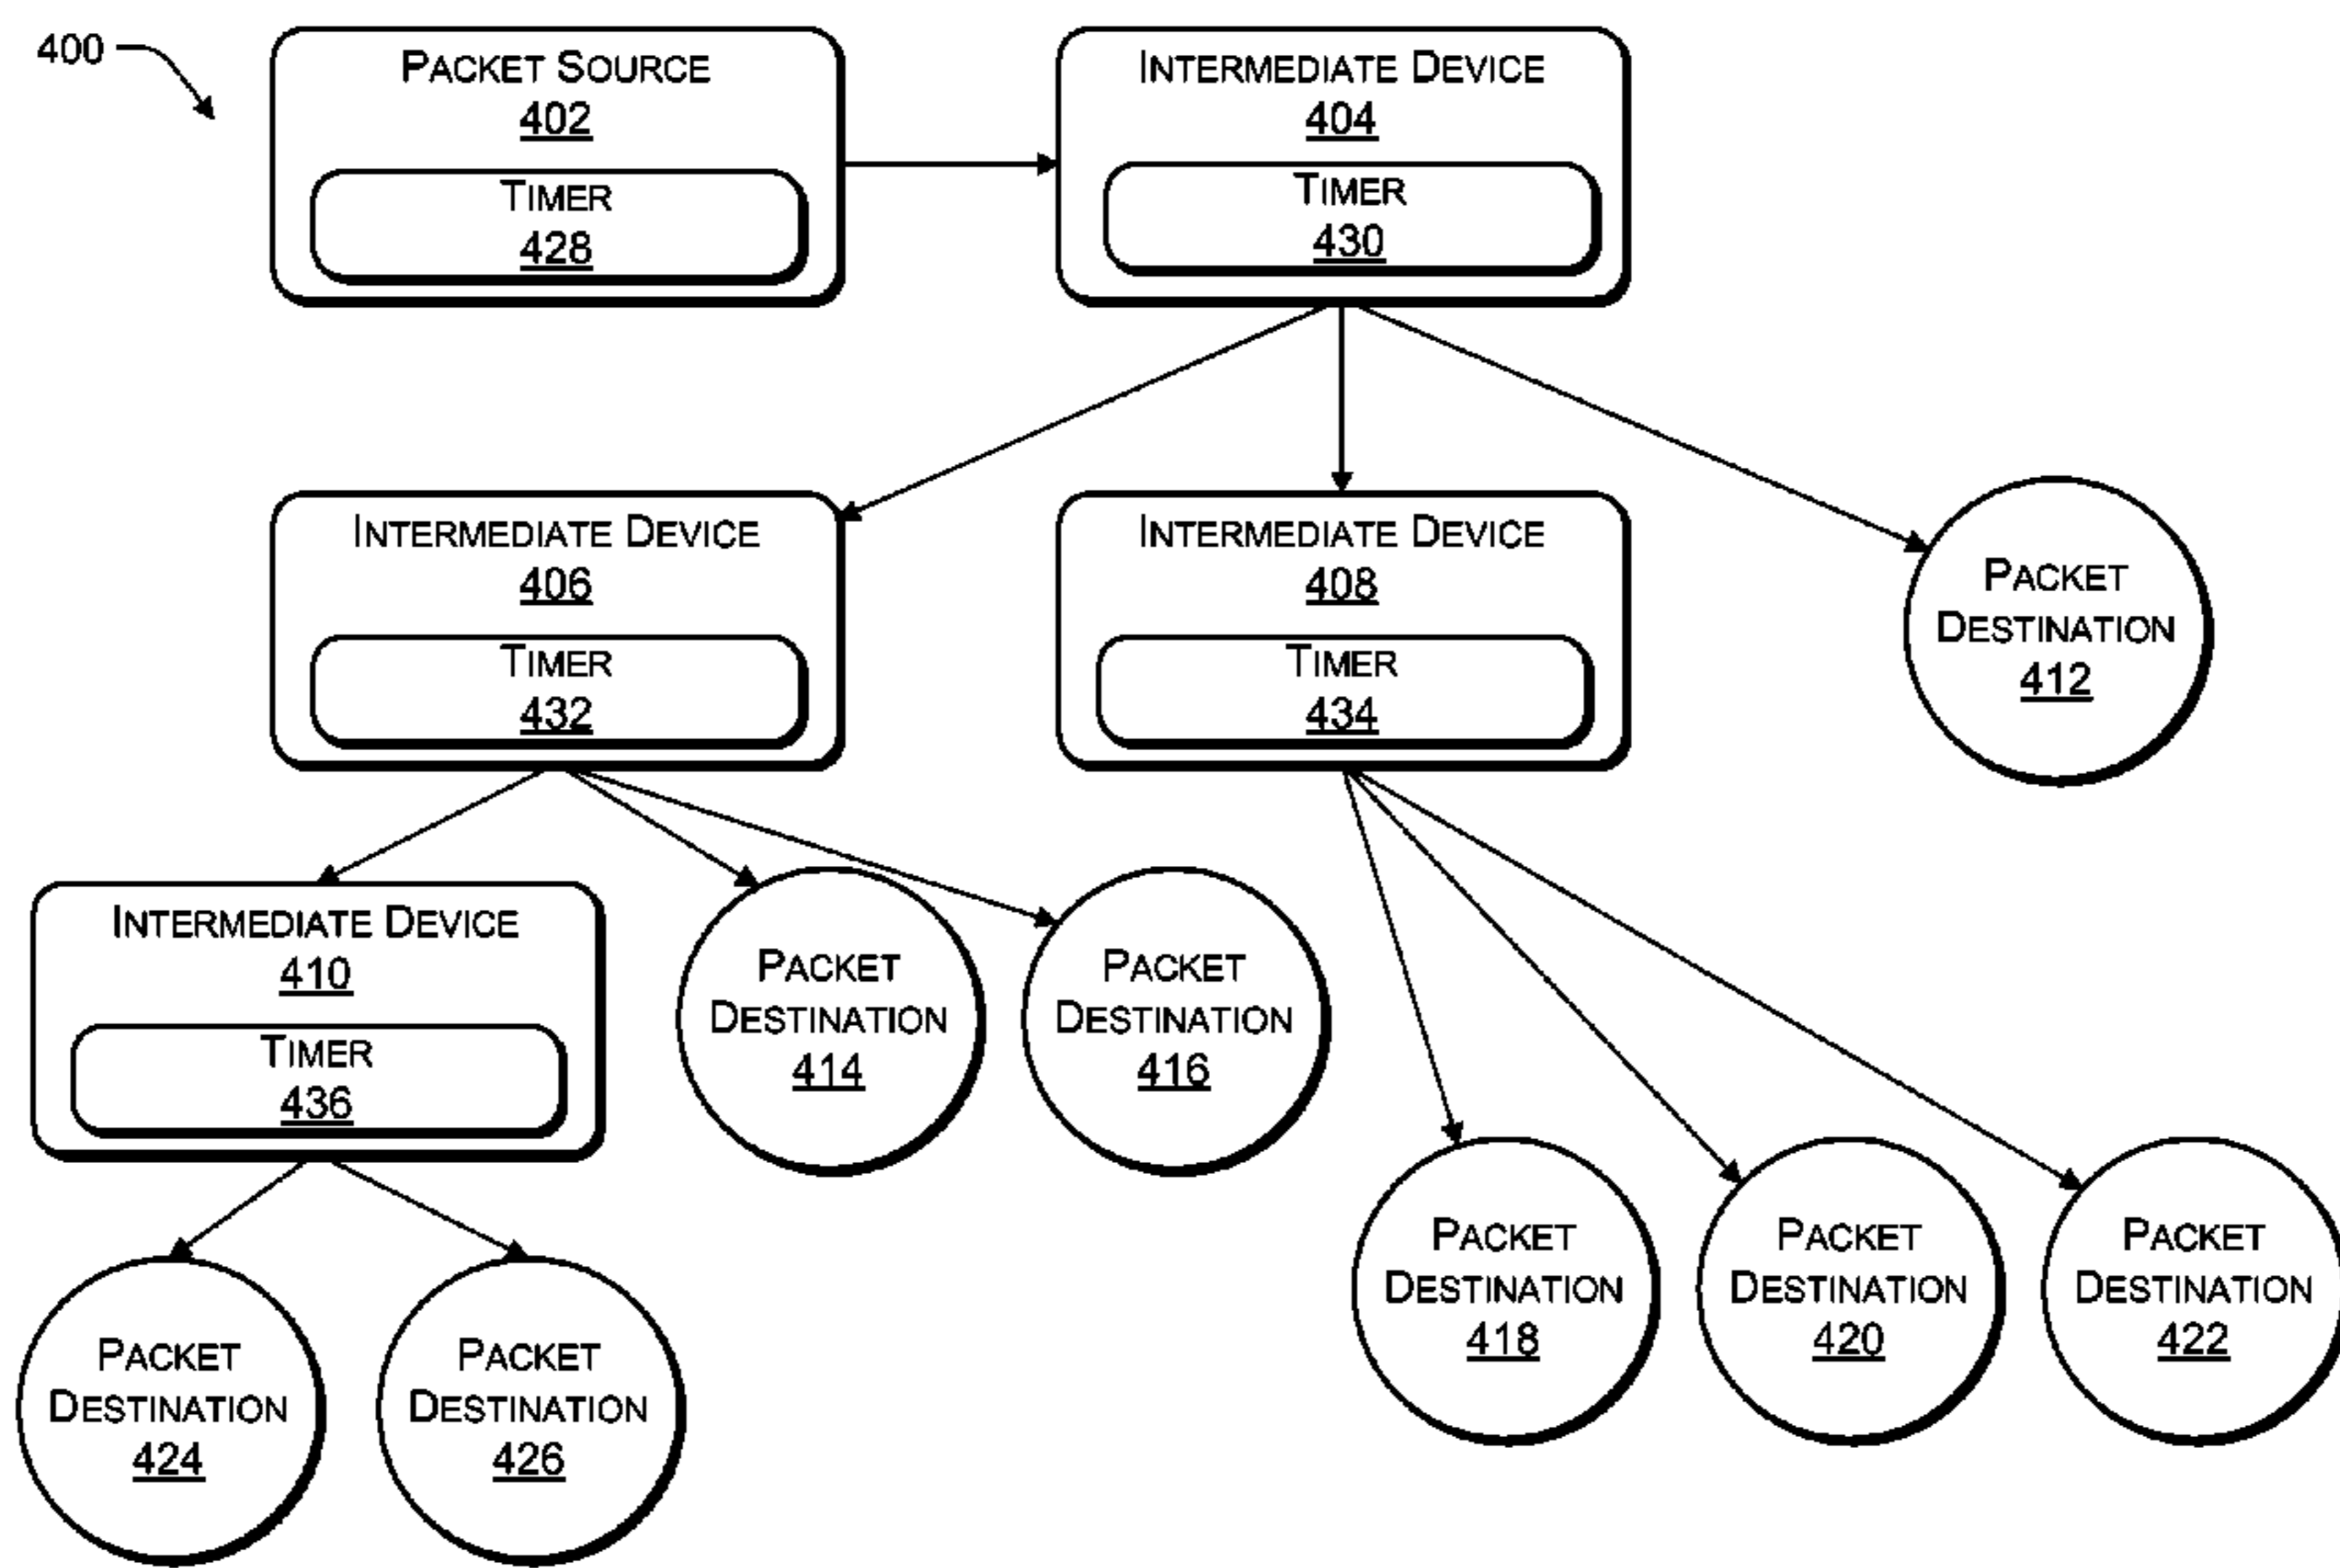 400
PACKET SOURCE
402
TIMER
428
INTERMEDIATE DEVICE
404
TIMER
430
INTERMEDIATE DEVICE
406
TIMER
432
INTERMEDIATE DEVICE
408
TIMER
434
PACKET
DESTINATION
412
INTERMEDIATE DEVICE
410
TIMER
436
PACKET
DESTINATION
414
PACKET
DESTINATION
416
PACKET
DESTINATION
418
PACKET
DESTINATION
420
PACKET
DESTINATION
422
PACKET
DESTINATION
424
PACKET
DESTINATION
426